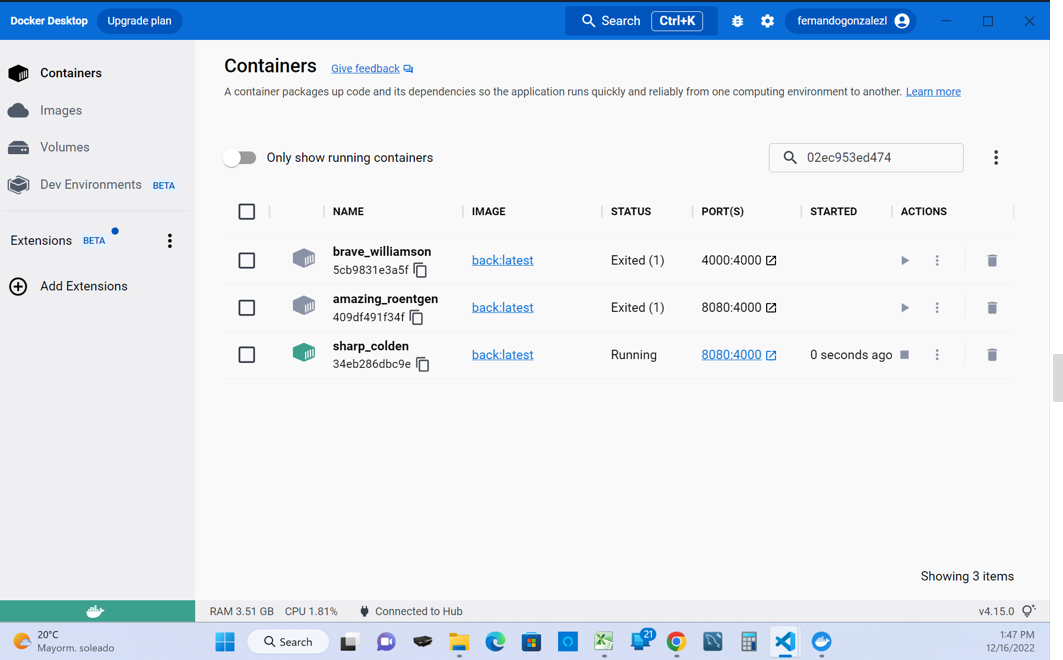 Docker Desktop Upgrade plan Search Ctrl+K fernandogonzalezl
Containers
Images
Volumes
Dev Environments BETA
Extensions BETA
Add Extensions
Containers Give feedback
A container packages up code and its dependencies so the application runs quickly and reliably from one computing environment to another. Learn more
Only show running containers 02ec953ed474
NAME IMAGE STATUS PORT(S) STARTED ACTIONS
brave_williamson
5cb9831e3a5f back:latest Exited (1) 4000:4000
amazing_roentgen
409df491f34f back:latest Exited (1) 8080:4000
sharp_colden
34eb286dbc9e back:latest Running 8080:4000 0 seconds ago
Showing 3 items
RAM 3.51 GB CPU 1.81% Connected to Hub v4.15.0
20°C
Mayorm. soleado
Search
21
1:47 PM
12/16/2022